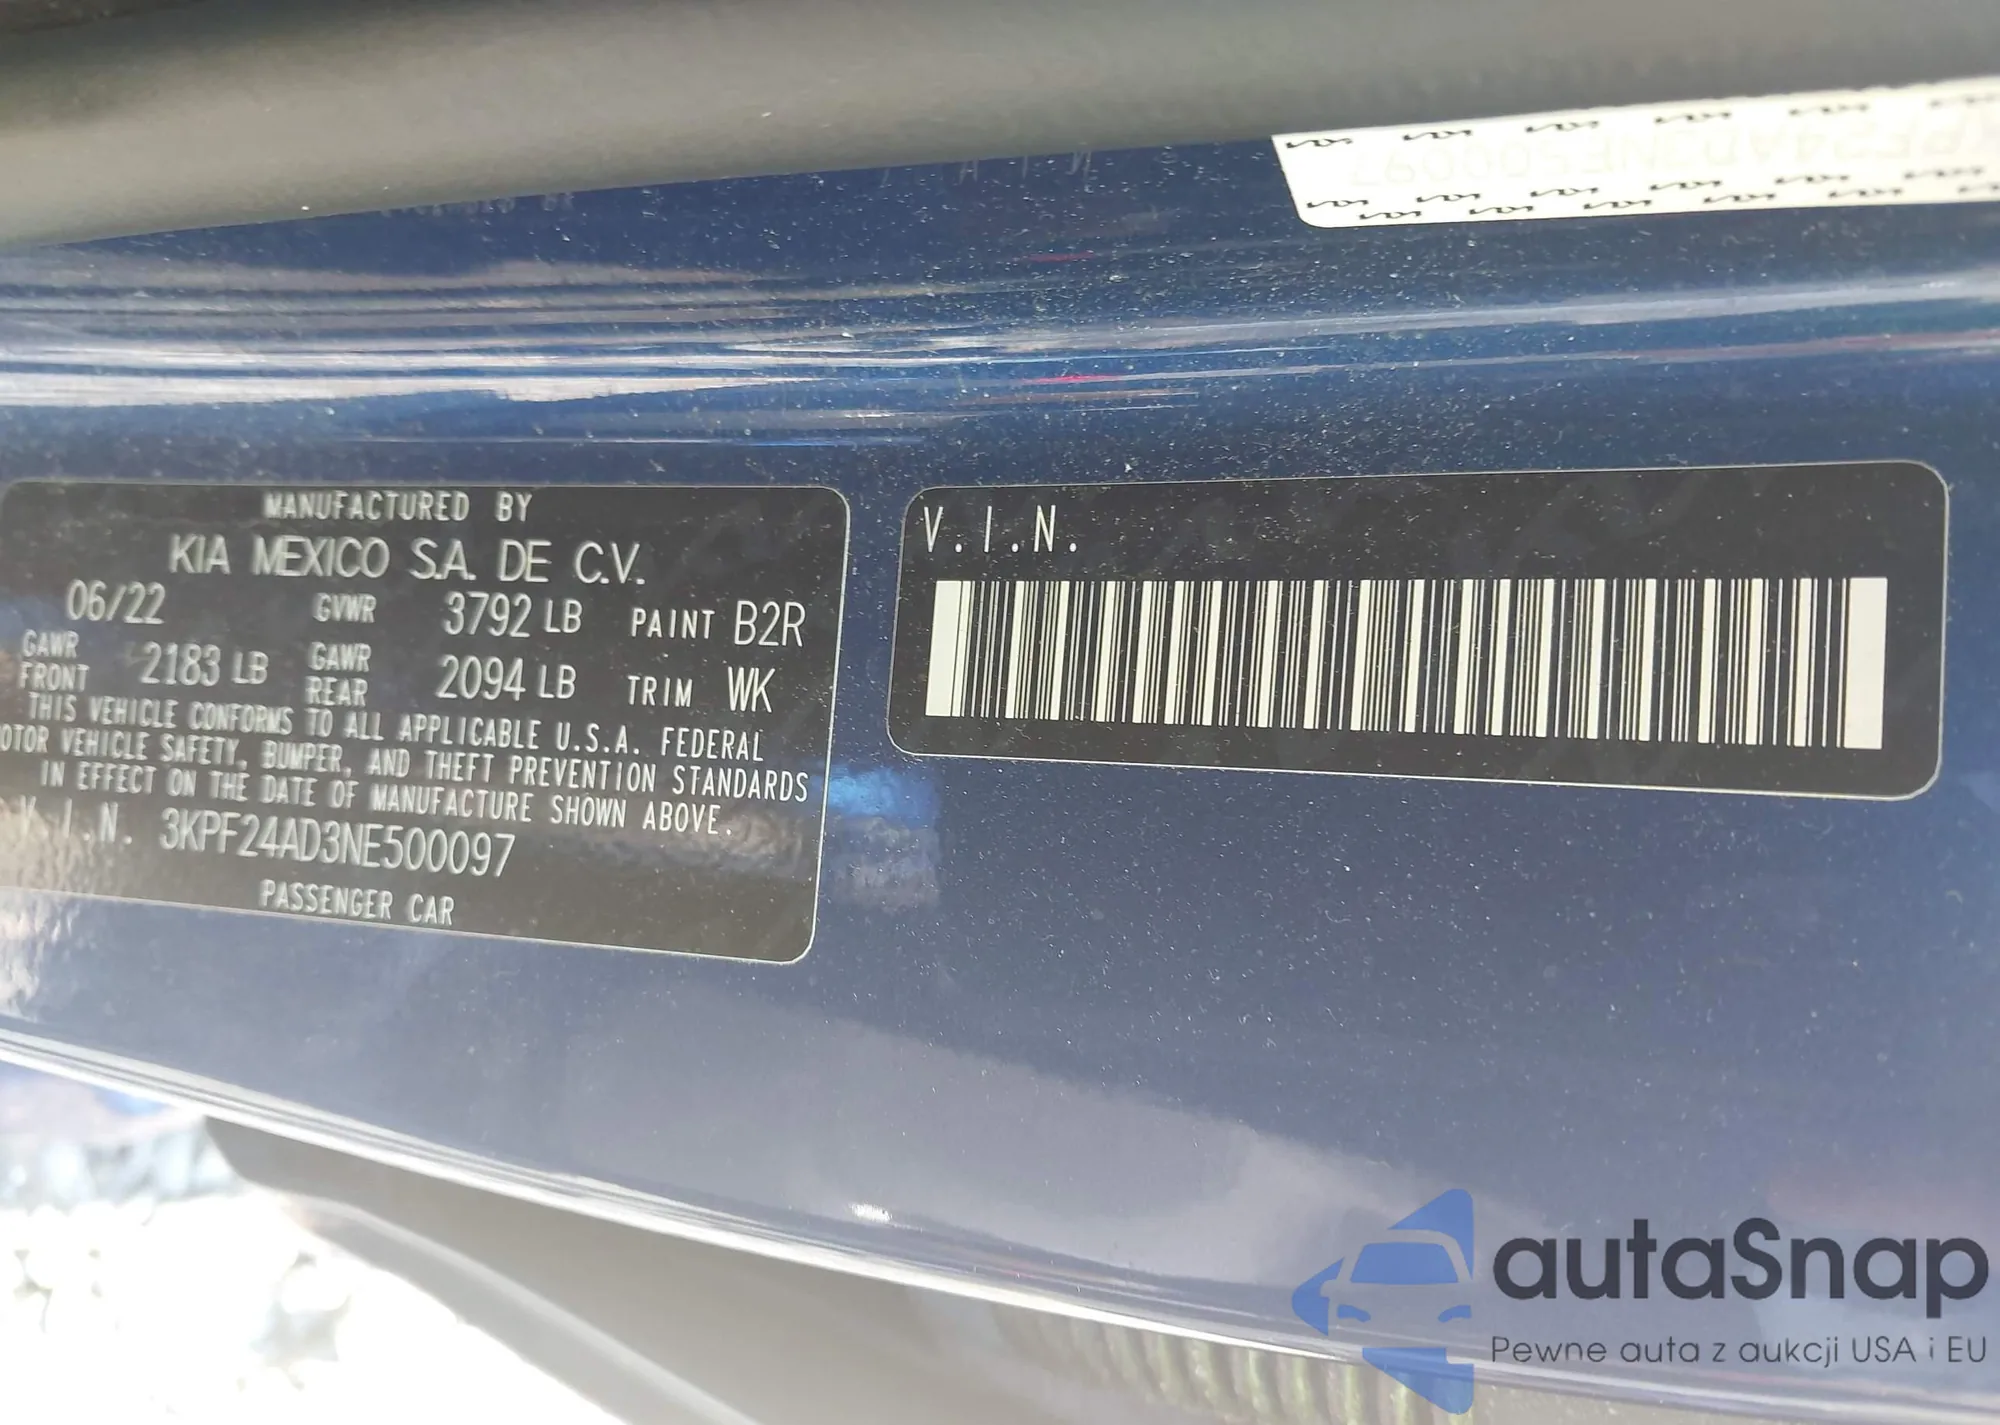 MANUFACTURED BY
KIA MEXICO S.A. DE C.V.
06/22 GVWR 3792 LB PAINT B2R
GAWR FRONT 2183 LB GAWR REAR 2094 LB TRIM WK
THIS VEHICLE CONFORMS TO ALL APPLICABLE U.S.A. FEDERAL
OTOR VEHICLE SAFETY, BUMPER, AND THEFT PREVENTION STANDARDS
IN EFFECT ON THE DATE OF MANUFACTURE SHOWN ABOVE.
V.I.N. 3KPF24AD3NE500097
PASSENGER CAR
V.I.N.
autaSnap
Pewne auta z aukcji USA i EU